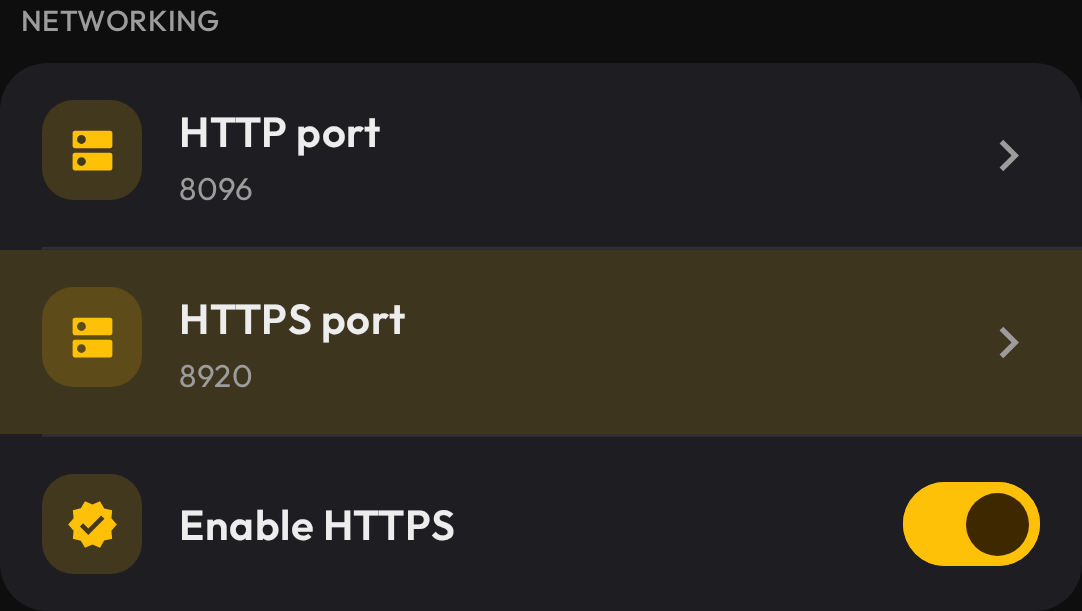 NETWORKING
HTTP port
8096
HTTPS port
8920
Enable HTTPS